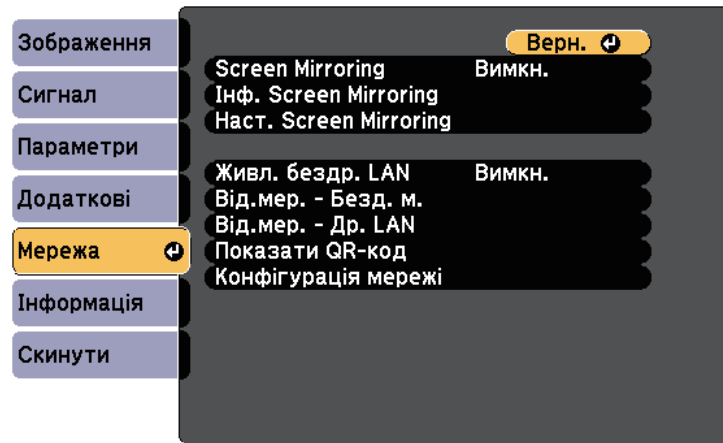 Зображення
Сигнал
Параметри
Додаткові
Мережа
Інформація
Скинути
Верн.
Screen Mirroring Вимкн.
Інф. Screen Mirroring
Наст. Screen Mirroring
Живл. бездр. LAN Вимкн.
Від.мер. - Безд. м.
Від.мер. - Др. LAN
Показати QR-код
Конфігурація мережі